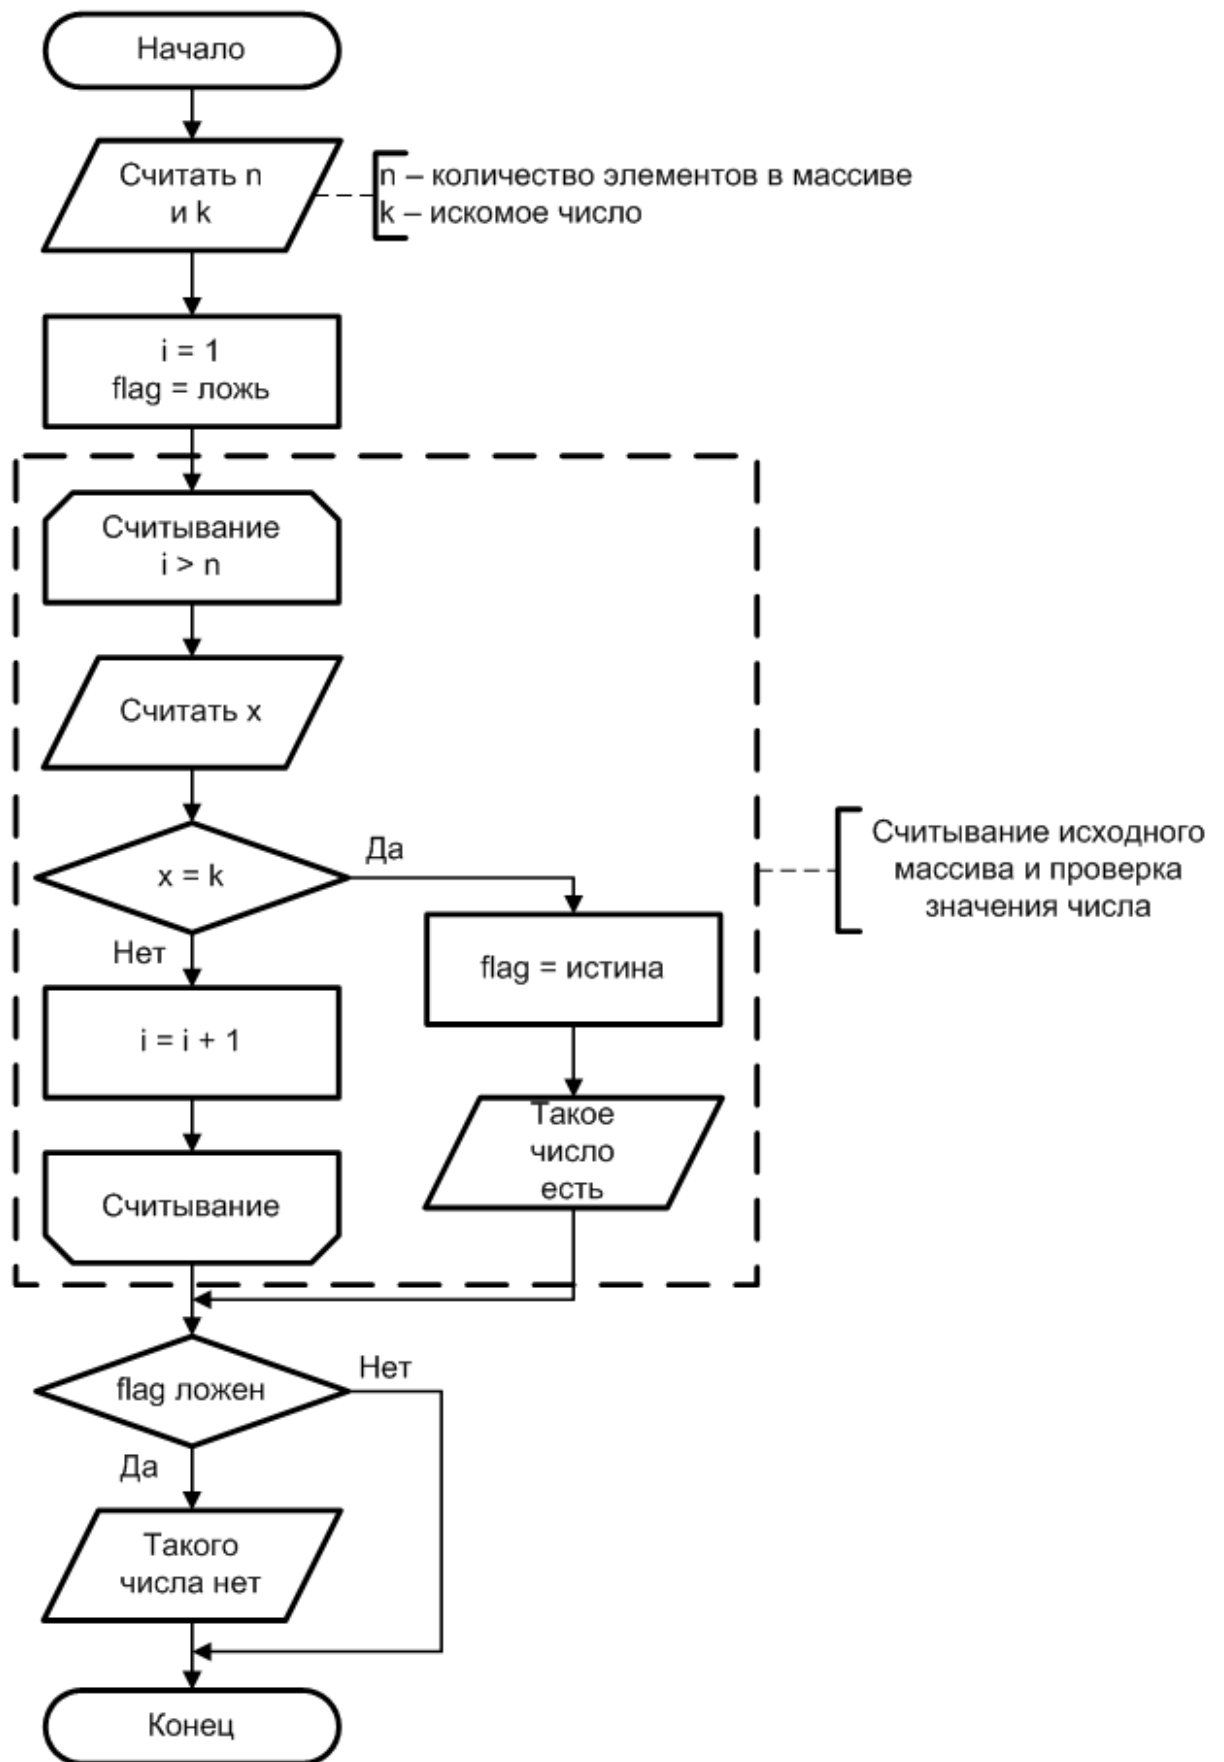 Начало
Считать n
и k
n – количество элементов в массиве
k – искомое число
i = 1
flag = ложь
Считывание
i > n
Считать x
x = k
Да
Нет
flag = истина
i = i + 1
Такое
число
есть
Считывание
Считывание исходного
массива и проверка
значения числа
flag ложен
Нет
Да
Такого
числа нет
Конец